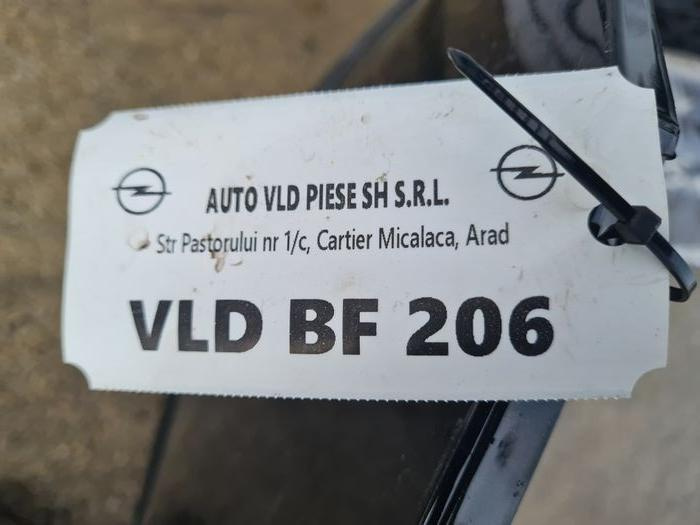 AUTO VLD PIESE SH S.R.L.
Str Pastorului nr 1/c, Cartier Micalaca, Arad
VLD BF 206